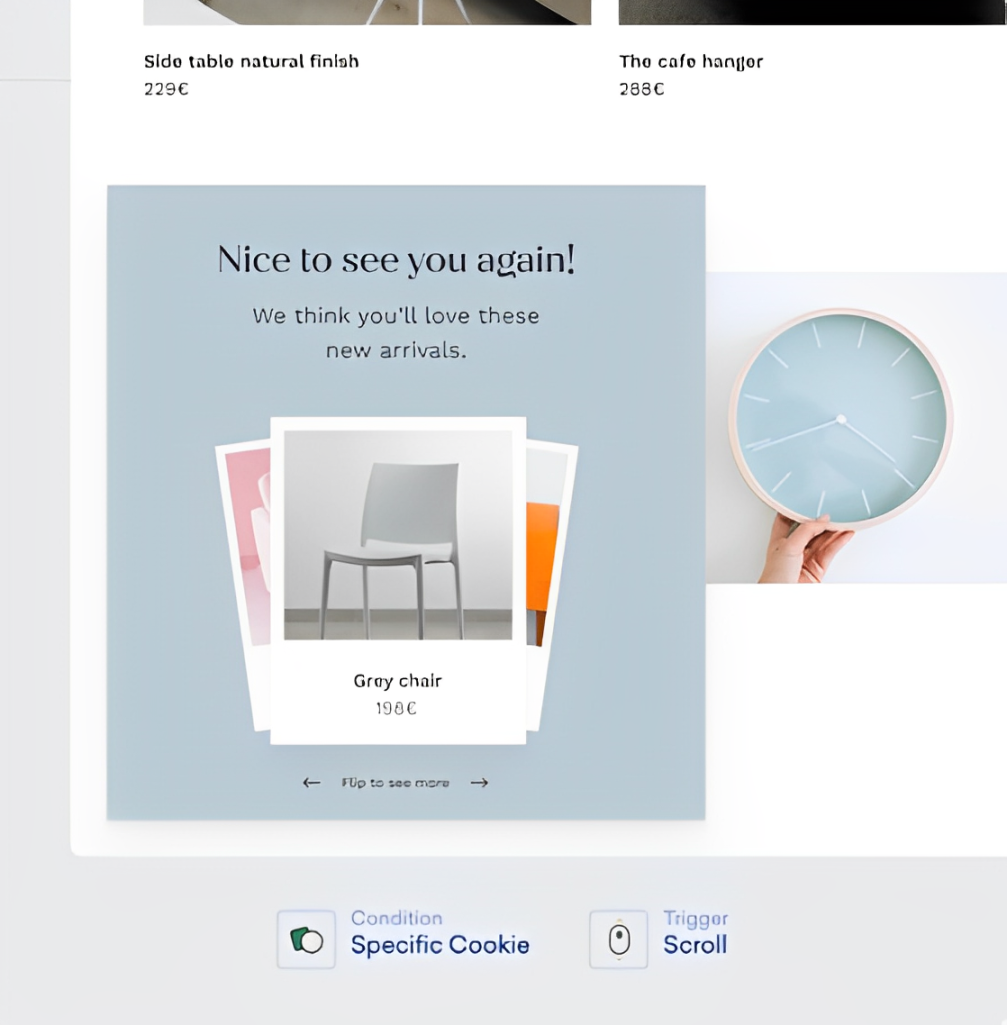 Side table natural finish
229€
The cafe hanger
288€
Nice to see you again!
We think you'll love these
new arrivals.
Gray chair
198€
← Flip to see more →
Condition
Specific Cookie
Trigger
Scroll